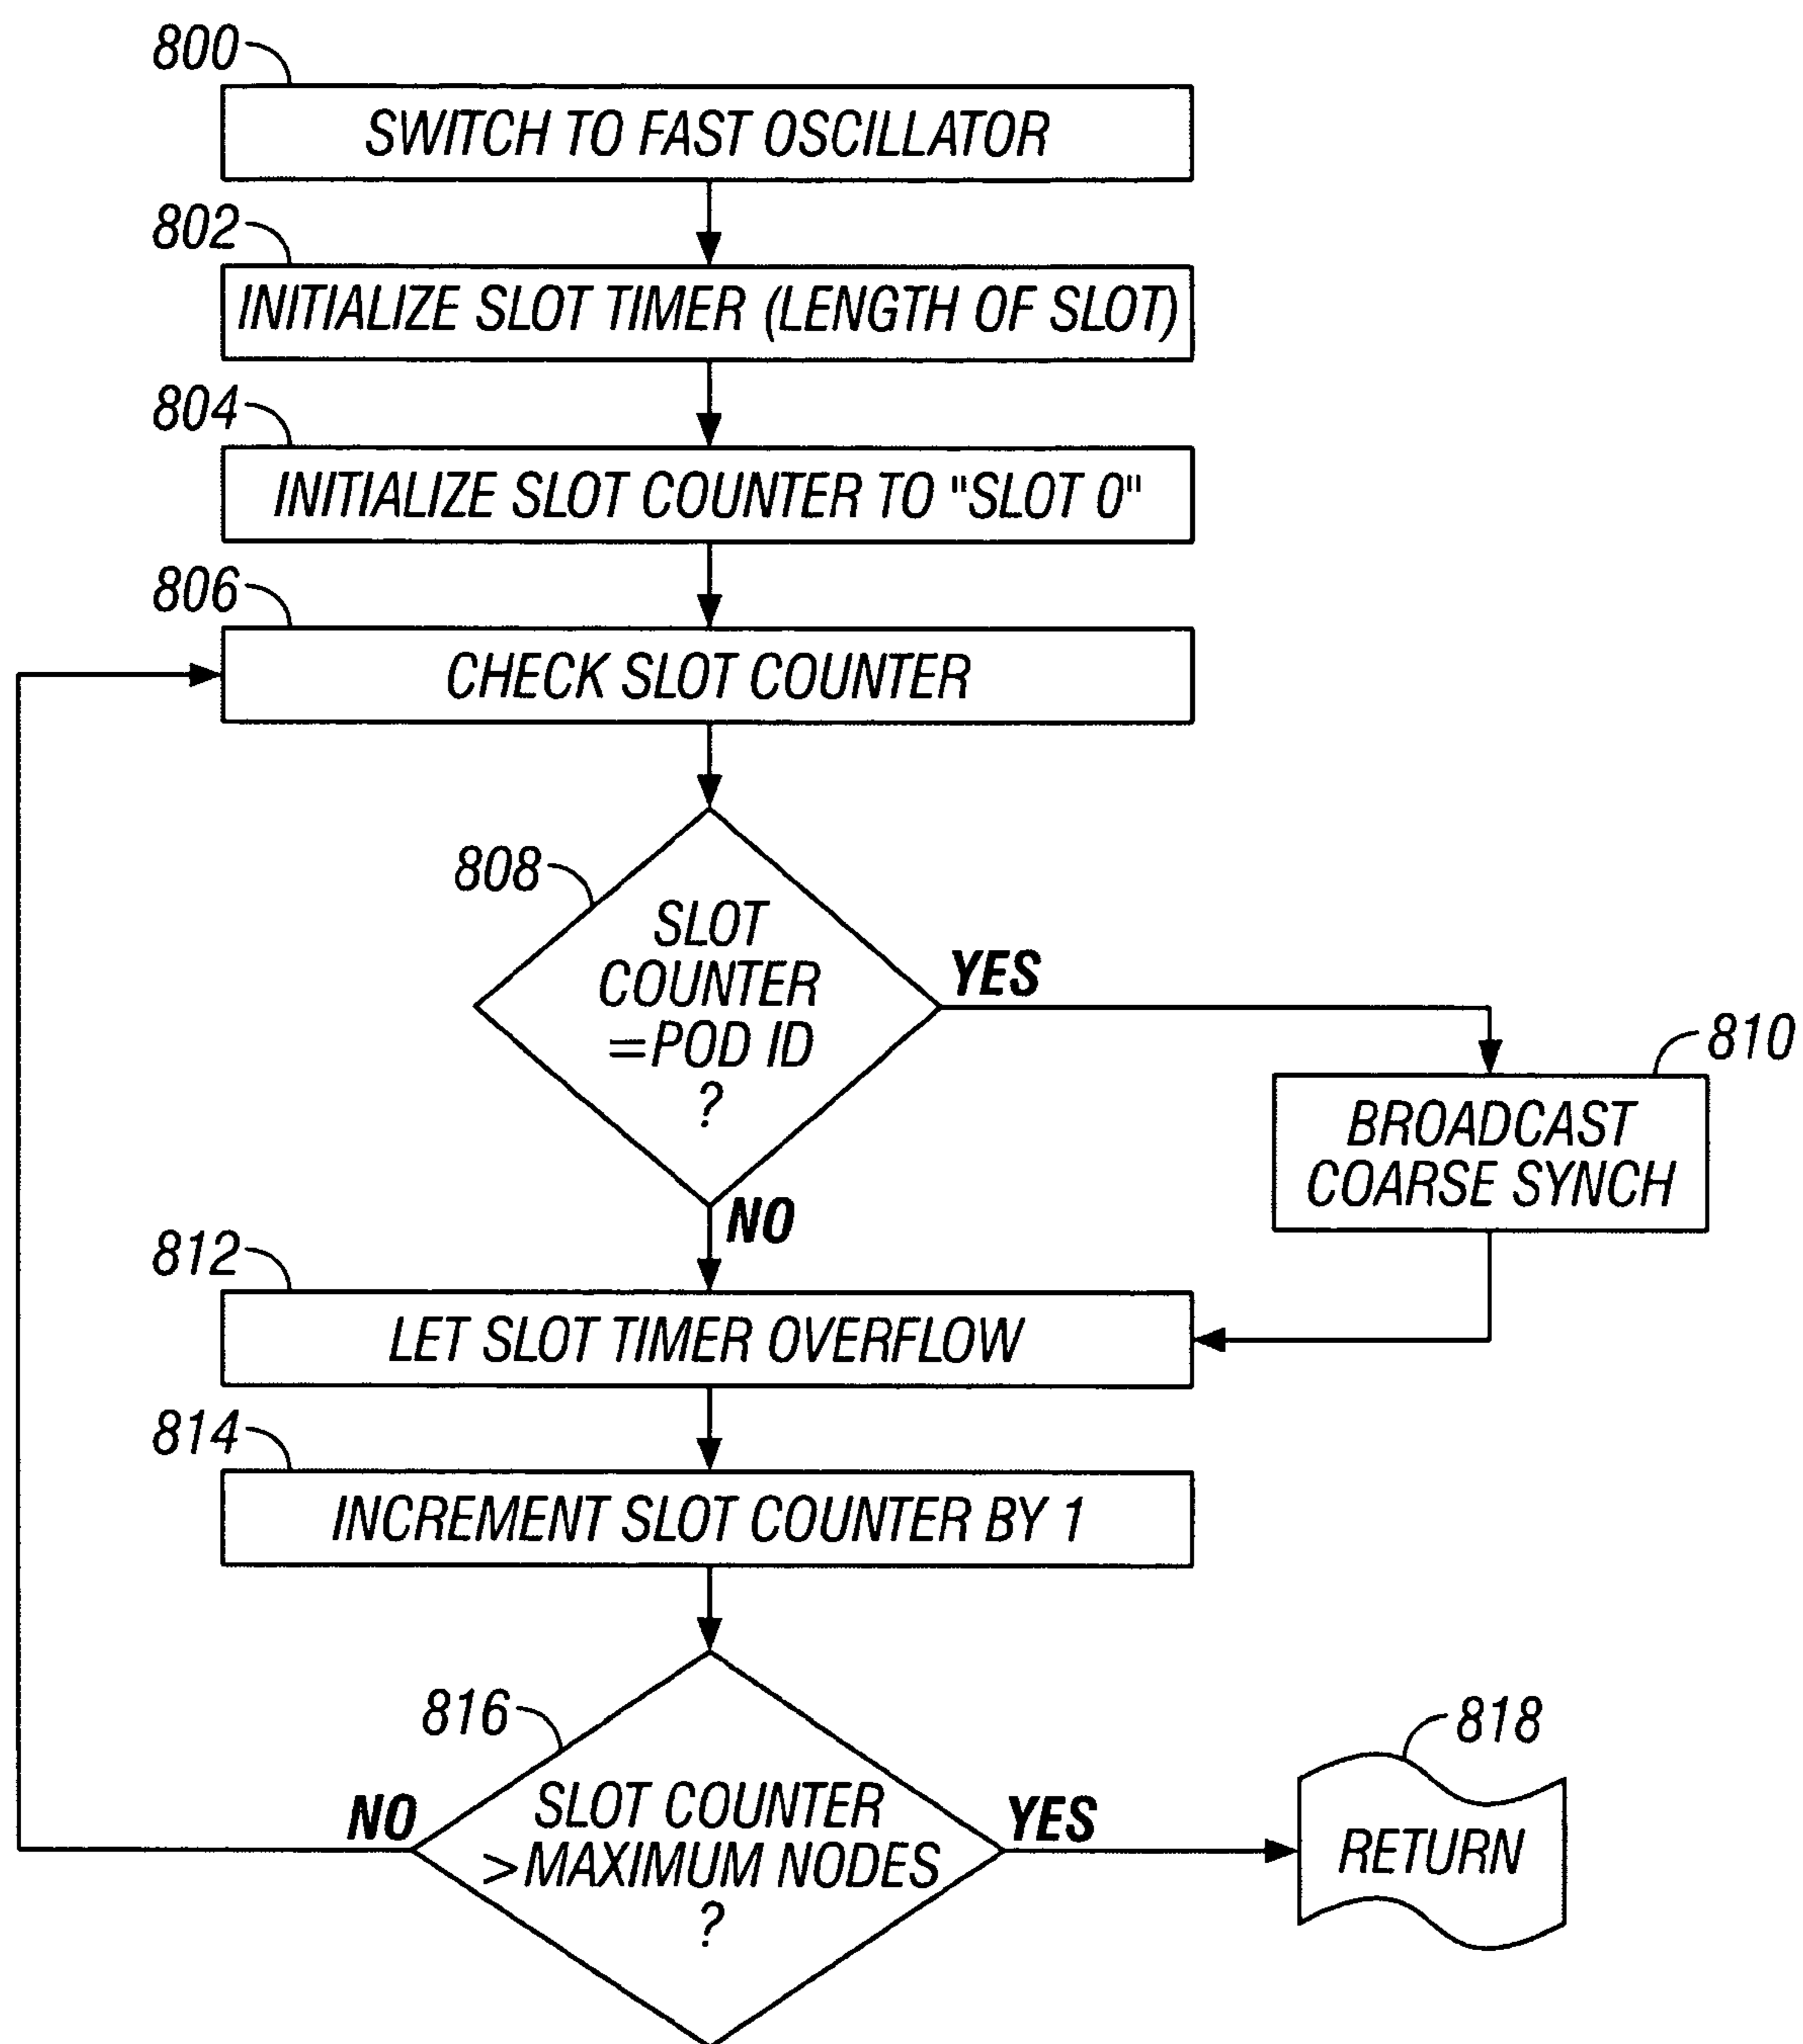 800
SWITCH TO FAST OSCILLATOR
802
INITIALIZE SLOT TIMER (LENGTH OF SLOT)
804
INITIALIZE SLOT COUNTER TO "SLOT 0"
806
CHECK SLOT COUNTER
808
SLOT
COUNTER
=POD ID
?
YES
NO
810
BROADCAST
COARSE SYNCH
812
LET SLOT TIMER OVERFLOW
814
INCREMENT SLOT COUNTER BY 1
816
SLOT COUNTER
>MAXIMUM NODES
?
NO
YES
818
RETURN